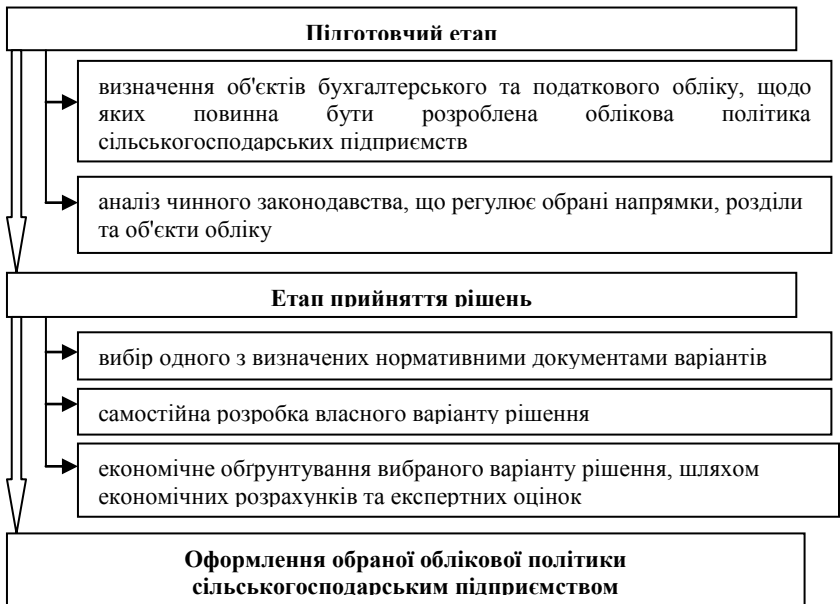 Підготовчий етап
визначення об'єктів бухгалтерського та податкового обліку, щодо
яких повинна бути розроблена облікова політика
сільськогосподарських підприємств
аналіз чинного законодавства, що регулює обрані напрямки, розділи
та об'єкти обліку
Етап прийняття рішень
вибір одного з визначених нормативними документами варіантів
самостійна розробка власного варіанту рішення
економічне обґрунтування вибраного варіанту рішення, шляхом
економічних розрахунків та експертних оцінок
Оформлення обраної облікової політики
сільськогосподарським підприємством